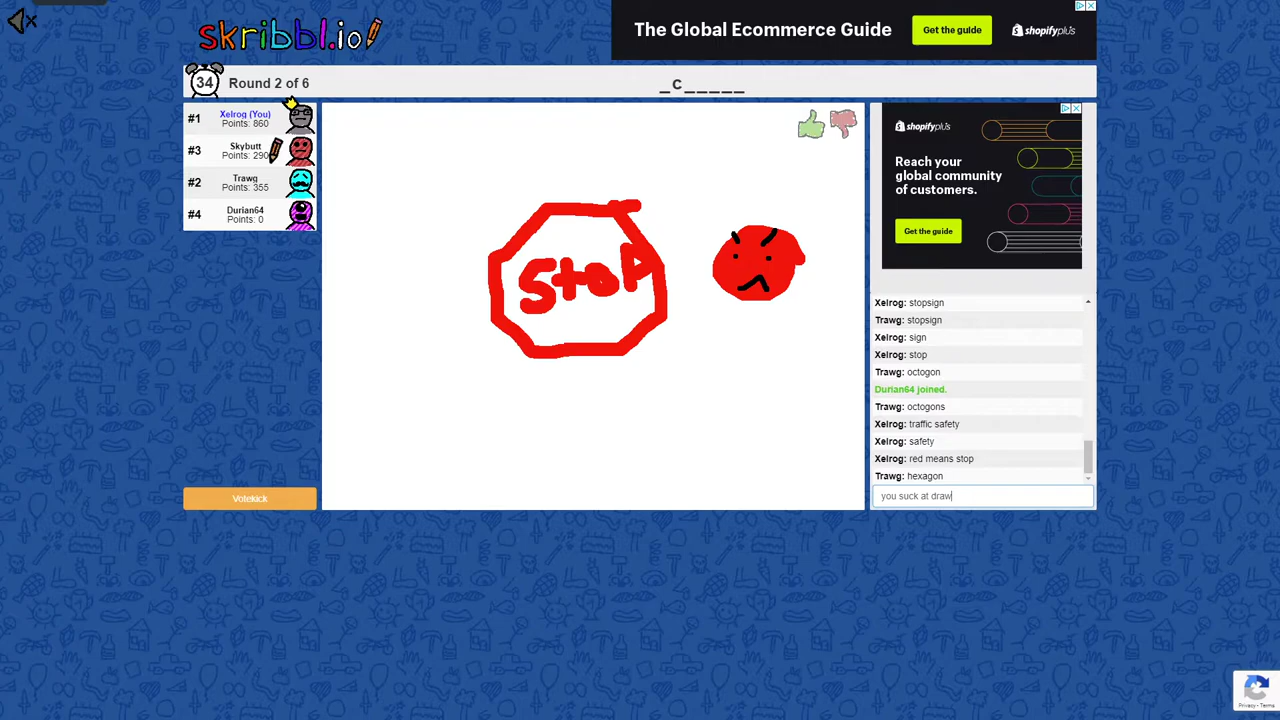 skribbl.io
The Global Ecommerce Guide
Get the guide
shopifyplus
34
Round 2 of 6
_c_____
#1
Xelrog (You)
Points: 860
#3
Skybutt
Points: 290
#2
Trawg
Points: 355
#4
Durian64
Points: 0
Votekick
Stop
shopifyplus
Reach your
global community
of customers.
Get the guide
Xelrog: stopsign
Trawg: stopsign
Xelrog: sign
Xelrog: stop
Trawg: octogon
Durian64 joined.
Trawg: octogons
Xelrog: traffic safety
Xelrog: safety
Xelrog: red means stop
Trawg: hexagon
you suck at draw
Privacy - Terms